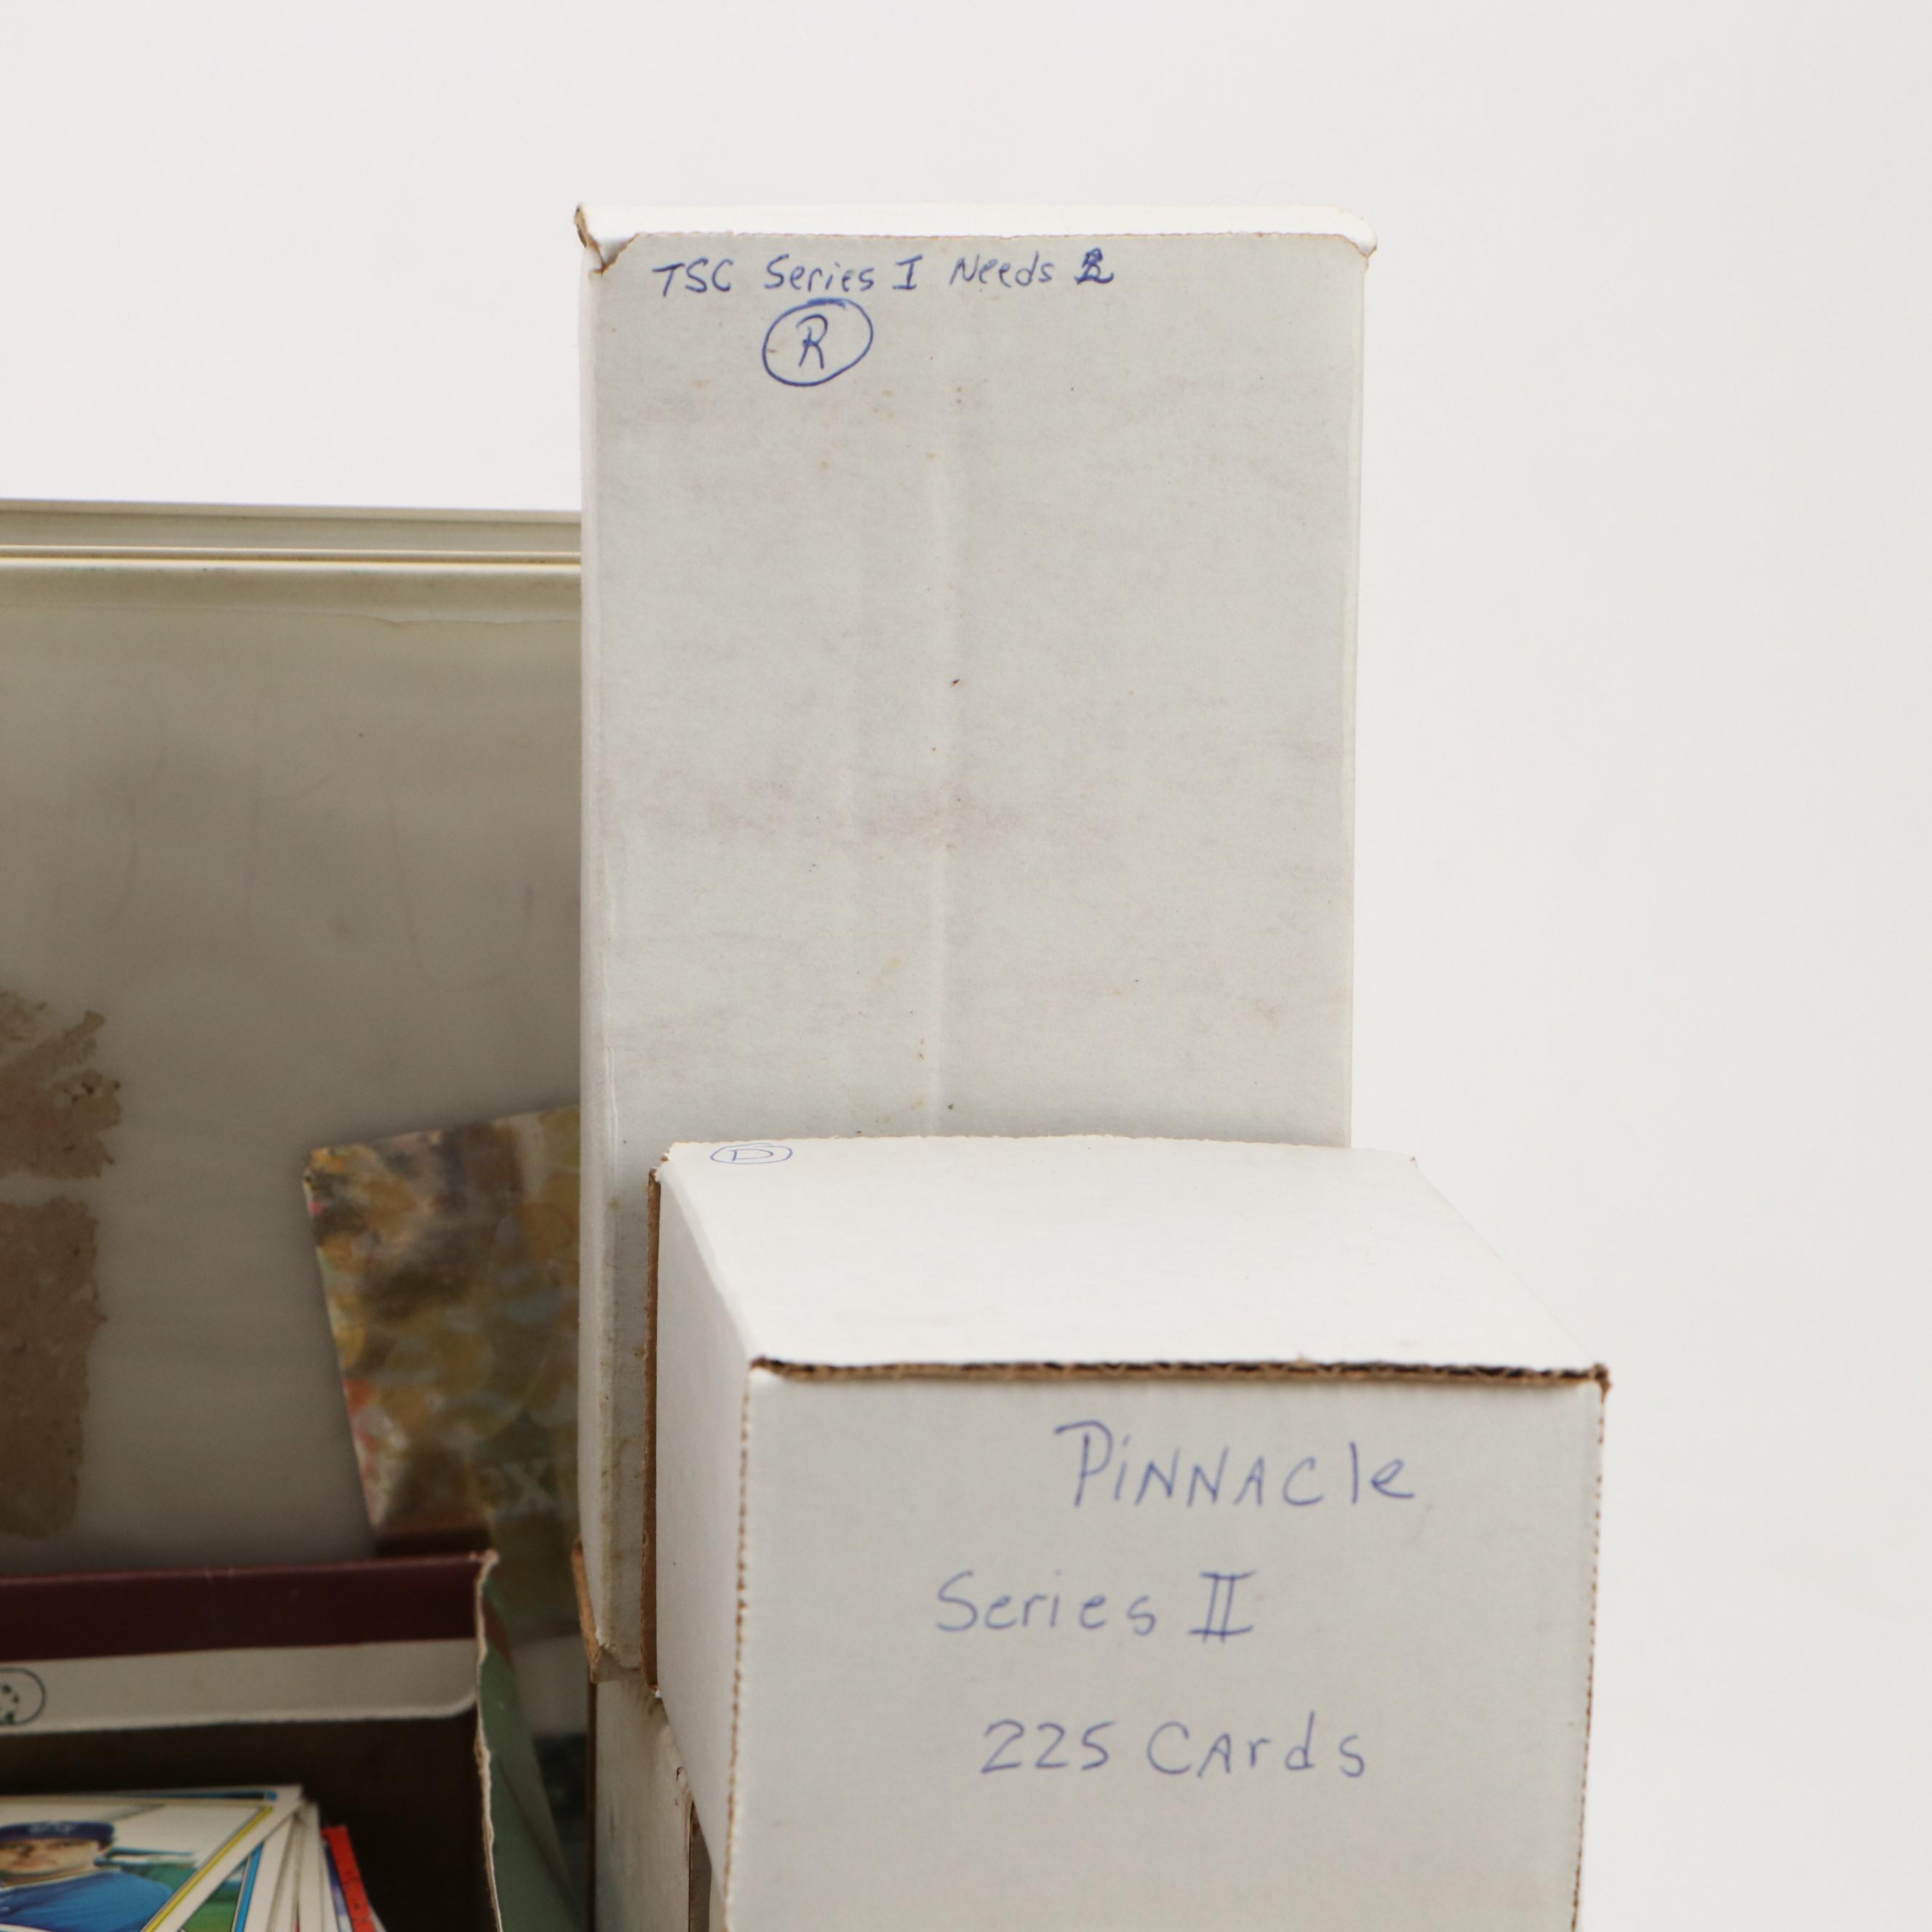 TSC Series I Needs 2
R
D
PiNNAcle
Series II
225 CArds